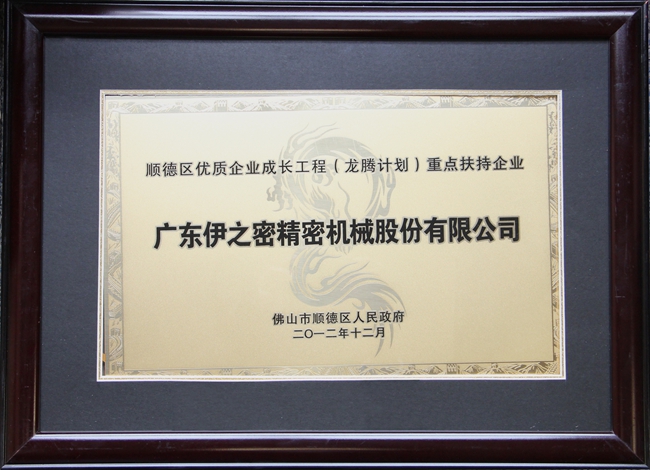 顺德区优质企业成长工程（龙腾计划）重点扶持企业
广东伊之密精密机械股份有限公司
佛山市顺德区人民政府
二〇一二年十二月